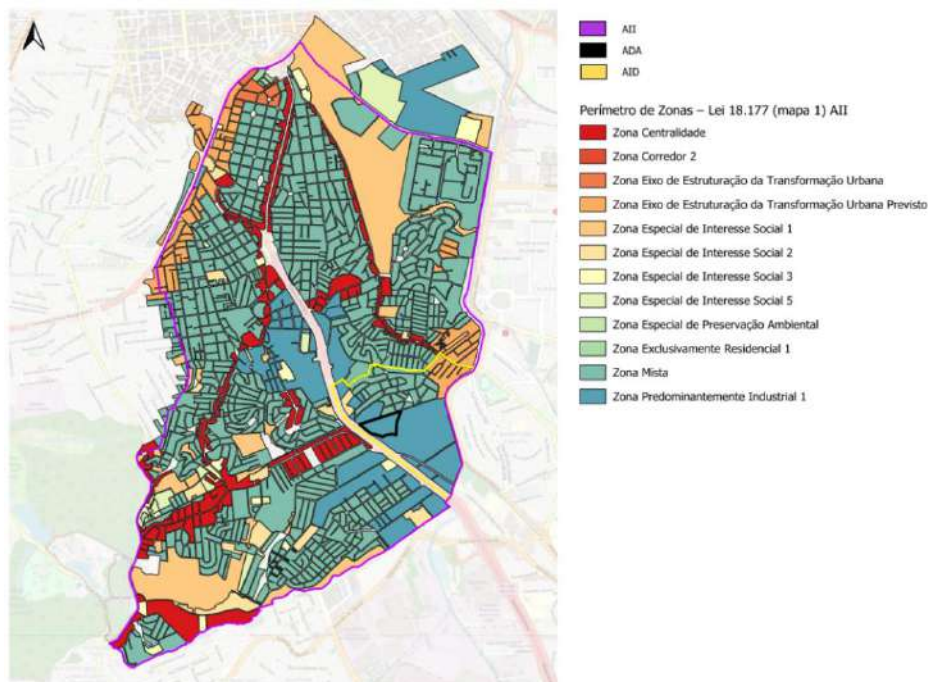 AII
ADA
AID
Perímetro de Zonas – Lei 18.177 (mapa 1) AII
Zona Centralidade
Zona Corredor 2
Zona Eixo de Estruturação da Transformação Urbana
Zona Eixo de Estruturação da Transformação Urbana Previsto
Zona Especial de Interesse Social 1
Zona Especial de Interesse Social 2
Zona Especial de Interesse Social 3
Zona Especial de Interesse Social 5
Zona Especial de Preservação Ambiental
Zona Exclusivamente Residencial 1
Zona Mista
Zona Predominantemente Industrial 1